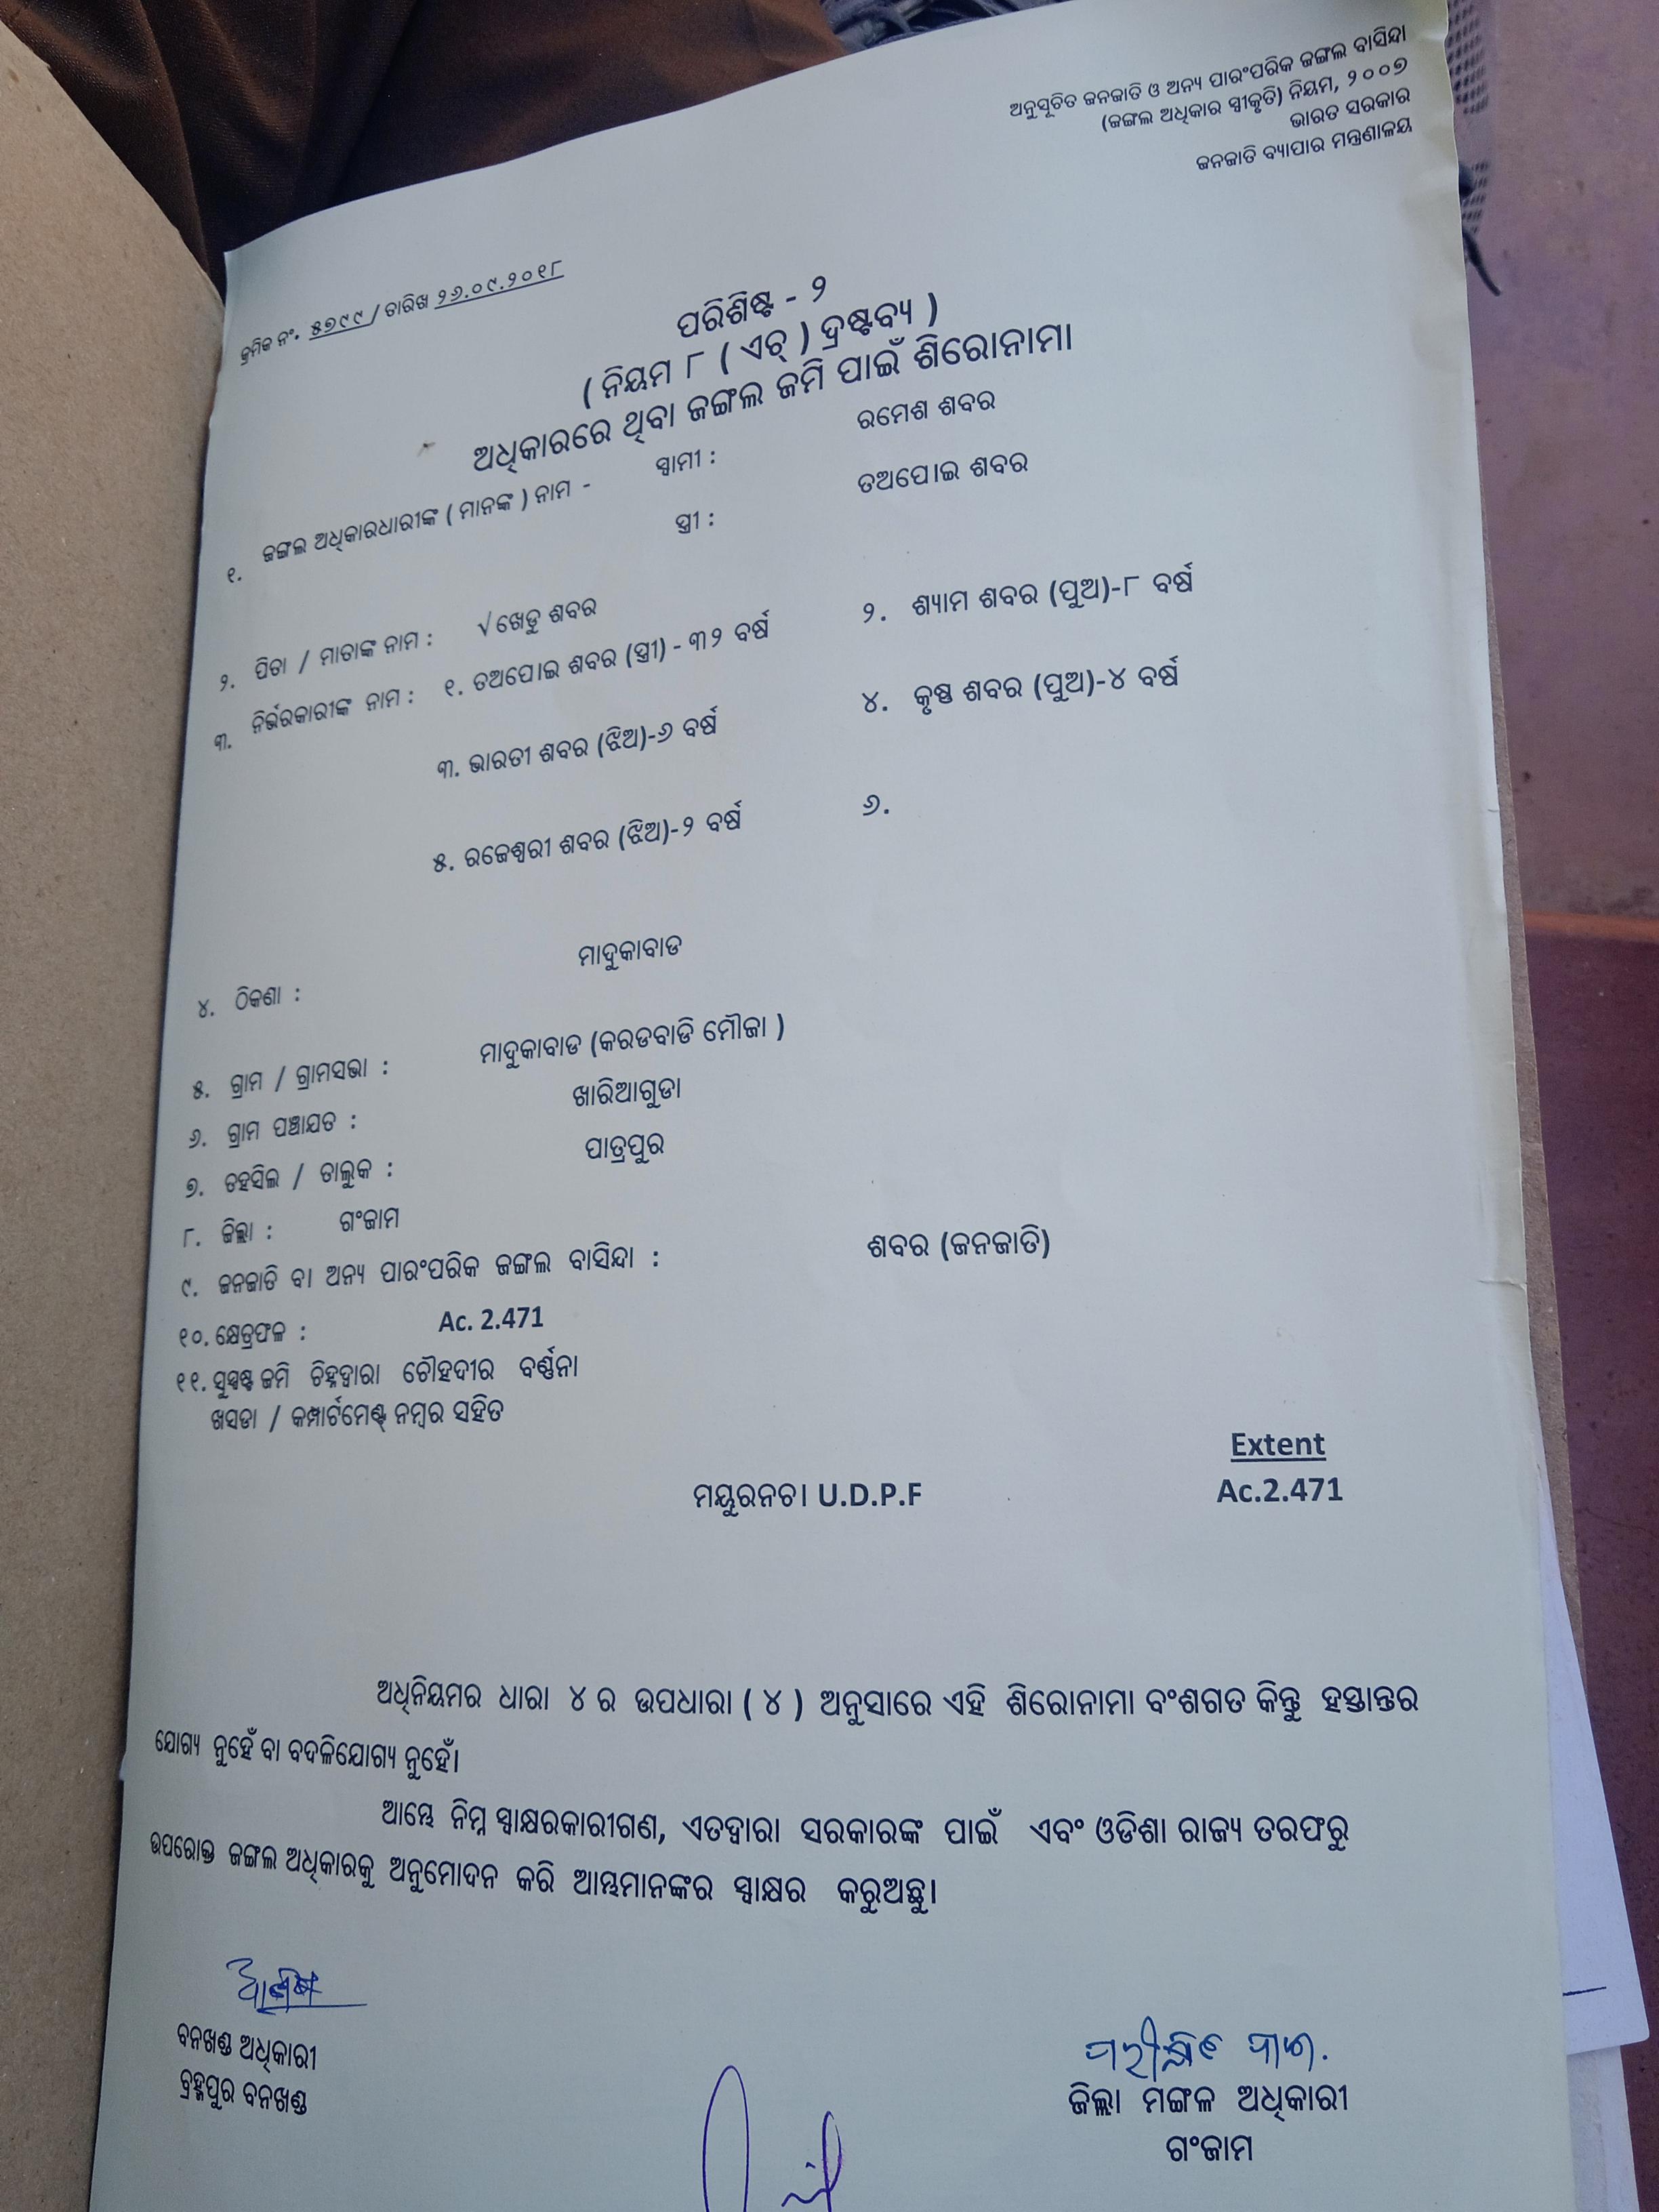 ଅନୁସୂଚିତ ଜନଜାତି ଓ ଅନ୍ୟ ପାରଂପରିକ ଜଙ୍ଗଲ ବାସିନ୍ଦା
(ଜଙ୍ଗଲ ଅଧିକାର ସ୍ୱୀକୃତି) ନିୟମ, ୨୦୦୭
ଭାରତ ସରକାର
ଜନଜାତି ବ୍ୟାପାର ମନ୍ତ୍ରଣାଳୟ
କ୍ରମିକ ନଂ. ୫୭୯୯ / ତାରିଖ ୨୬.୦୯.୨୦୧୮
ପରିଶିଷ୍ଟ - ୨
( ନିୟମ ୮ ( ଏଚ୍ ) ଦ୍ରଷ୍ଟବ୍ୟ )
ଅଧିକାରରେ ଥିବା ଜଙ୍ଗଲ ଜମି ପାଇଁ ଶିରୋନାମା
୧. ଜଙ୍ଗଲ ଅଧିକାରଧାରୀଙ୍କ ( ମାନଙ୍କ ) ନାମ - ସ୍ୱାମୀ : ରମେଶ ଶବର
ସ୍ତ୍ରୀ : ତଅପୋଇ ଶବର
୨. ପିତା / ମାତାଙ୍କ ନାମ : √ ଖେଡୁ ଶବର
୩. ନିର୍ଭରକାରୀଙ୍କ ନାମ : ୧. ତଅପୋଇ ଶବର (ସ୍ତ୍ରୀ) - ୩୨ ବର୍ଷ ୨. ଶ୍ୟାମ ଶବର (ପୁଅ)-୮ ବର୍ଷ
୩. ଭାରତୀ ଶବର (ଝିଅ)-୬ ବର୍ଷ ୪. କୃଷ୍ଣ ଶବର (ପୁଅ)-୪ ବର୍ଷ
୫. ରଜେଶ୍ୱରୀ ଶବର (ଝିଅ)-୨ ବର୍ଷ ୬.
୪. ଠିକଣା : ମାଦୁକାବାଡ
୫. ଗ୍ରାମ / ଗ୍ରାମସଭା : ମାଦୁକାବାଡ (କରଡବାଡି ମୌଜା )
୬. ଗ୍ରାମ ପଞ୍ଚାଯତ : ଖାରିଆଗୁଡା
୭. ତହସିଲ / ତାଲୁକ : ପାତ୍ରପୁର
୮. ଜିଲ୍ଲା : ଗଂଜାମ
୯. ଜନଜାତି ବା ଅନ୍ୟ ପାରଂପରିକ ଜଙ୍ଗଲ ବାସିନ୍ଦା : ଶବର (ଜନଜାତି)
୧୦. କ୍ଷେତ୍ରଫଳ : Ac. 2.471
୧୧. ସୁସ୍ପଷ୍ଟ ଜମି ଚିହ୍ନଦ୍ୱାରା ଚୌହଦୀର ବର୍ଣ୍ଣନା
ଖସଡା / କମ୍ପାର୍ଟମେଣ୍ଟ୍ ନମ୍ବର ସହିତ
Extent
ମୟୁରନଚା U.D.P.F Ac.2.471
ଅଧିନିୟମର ଧାରା ୪ ର ଉପଧାରା ( ୪ ) ଅନୁସାରେ ଏହି ଶିରୋନାମା ବଂଶଗତ କିନ୍ତୁ ହସ୍ତାନ୍ତର
ଯୋଗ୍ୟ ନୁହେଁ ବା ବଦଳିଯୋଗ୍ୟ ନୁହେଁ।
ଆମ୍ଭେ ନିମ୍ନ ସ୍ୱାକ୍ଷରକାରୀଗଣ, ଏତଦ୍ୱାରା ସରକାରଙ୍କ ପାଇଁ ଏବଂ ଓଡିଶା ରାଜ୍ୟ ତରଫରୁ
ଉପରୋକ୍ତ ଜଙ୍ଗଲ ଅଧିକାରକୁ ଅନୁମୋଦନ କରି ଆମ୍ଭମାନଙ୍କର ସ୍ୱାକ୍ଷର କରୁଅଛୁ।
ବନଖଣ୍ଡ ଅଧିକାରୀ
ବ୍ରହ୍ମପୁର ବନଖଣ୍ଡ
ଜିଲ୍ଲା ମଙ୍ଗଳ ଅଧିକାରୀ
ଗଂଜାମ